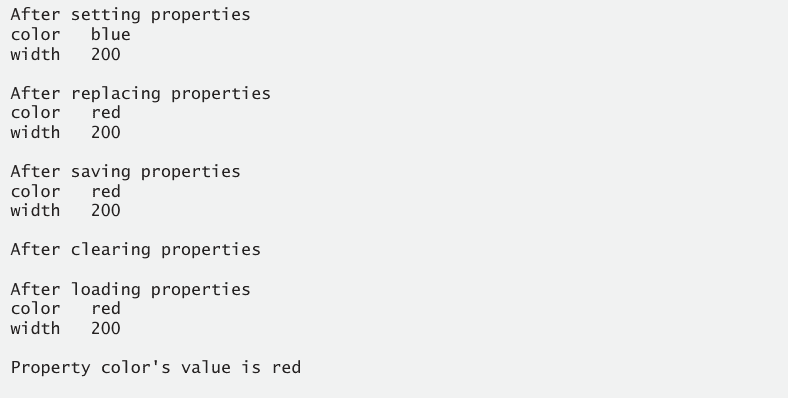 After setting properties
color   blue
width   200

After replacing properties
color   red
width   200

After saving properties
color   red
width   200

After clearing properties

After loading properties
color   red
width   200

Property color's value is red